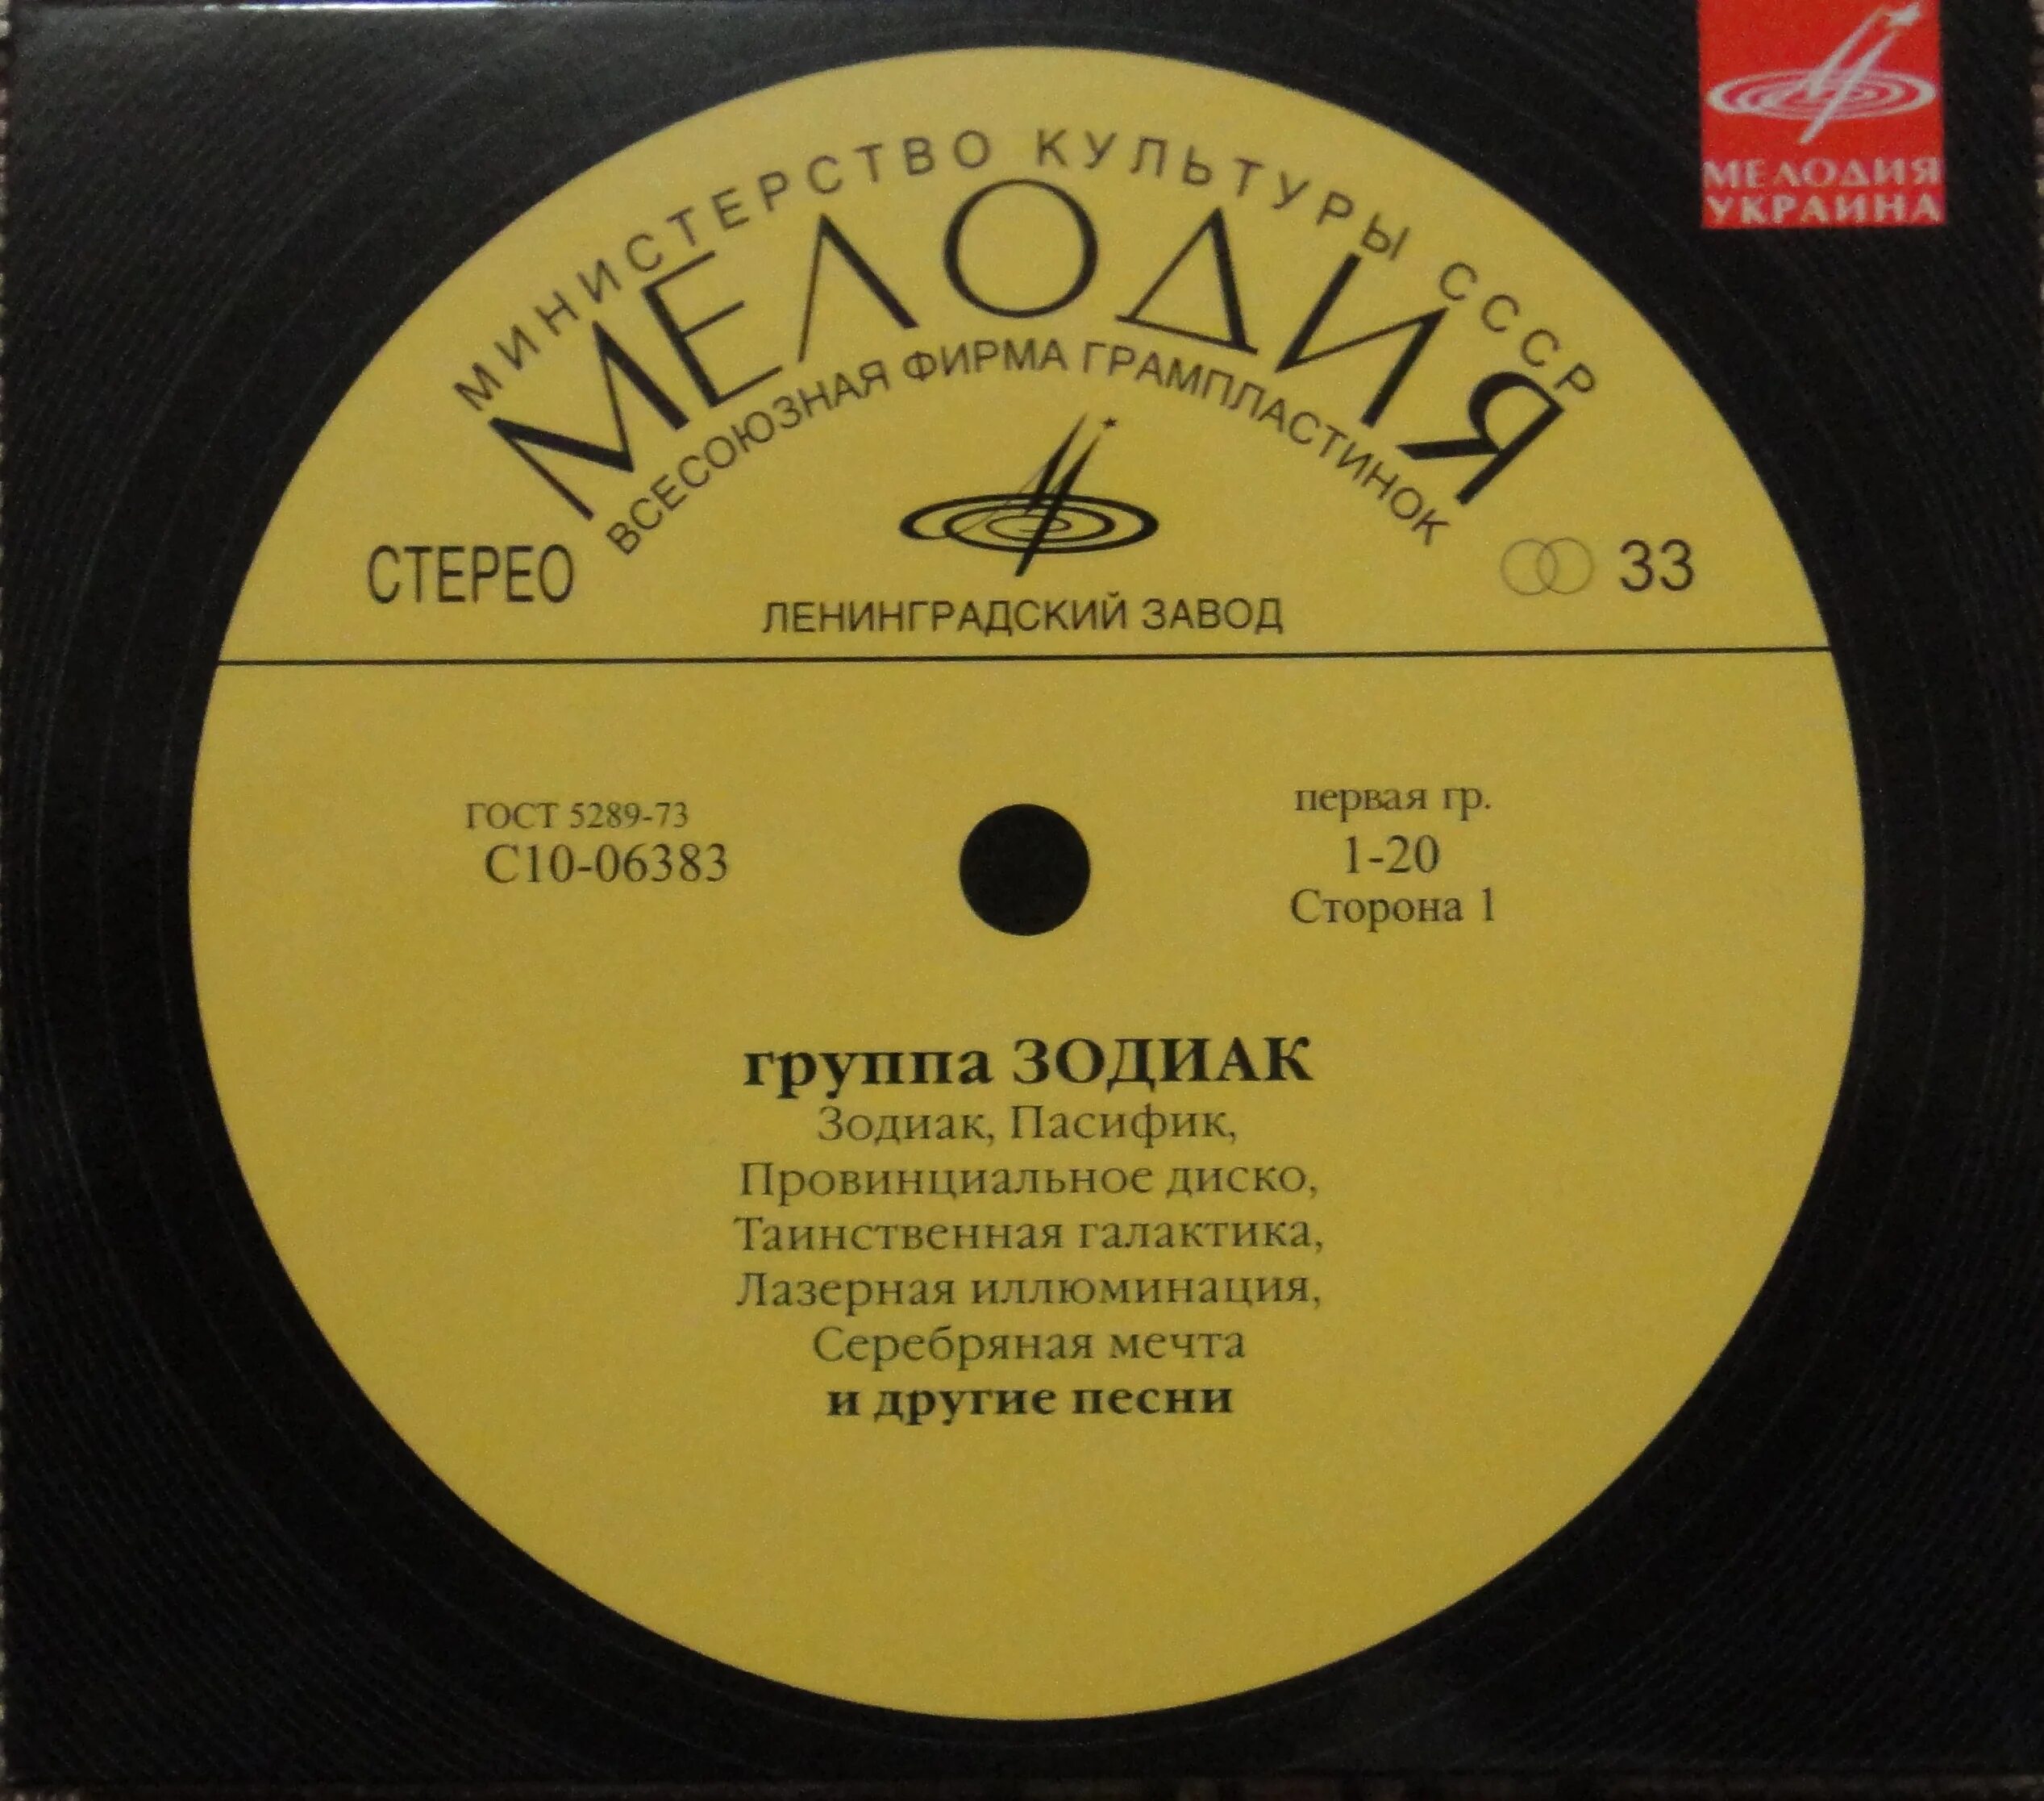 МИНИСТЕРСТВО КУЛЬТУРЫ СССР
МЕЛОДИЯ
ВСЕСОЮЗНАЯ ФИРМА ГРАМПЛАСТИНОК
МЕЛОДИЯ
УКРАИНА
СТЕРЕО
33
ЛЕНИНГРАДСКИЙ ЗАВОД
ГОСТ 5289-73
С10-06383
первая гр.
1-20
Сторона 1
группа ЗОДИАК
Зодиак, Пасифик,
Провинциальное диско,
Таинственная галактика,
Лазерная иллюминация,
Серебряная мечта
и другие песни